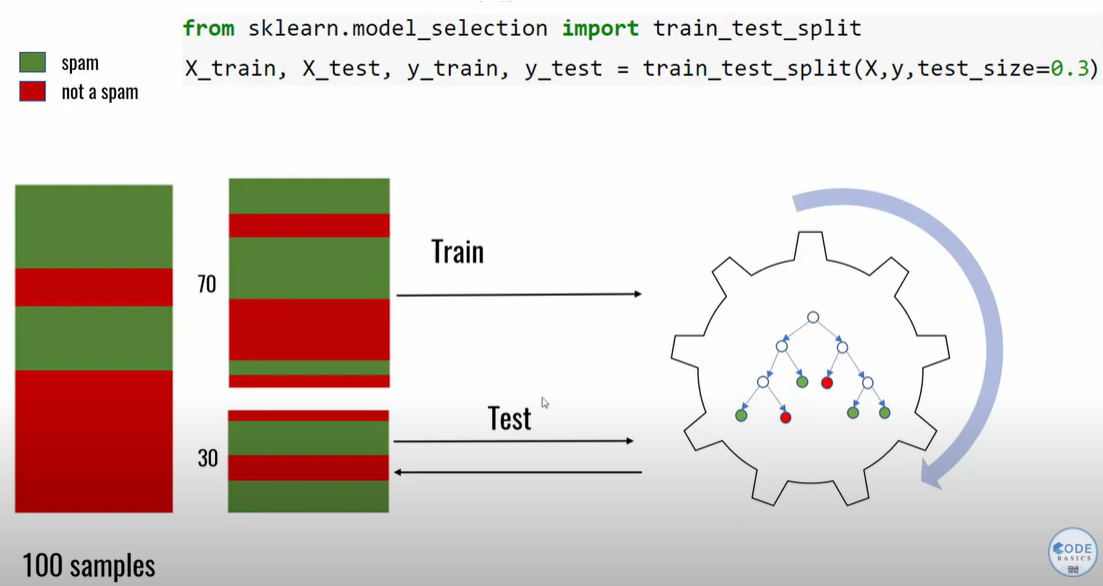 from sklearn.model_selection import train_test_split
X_train, X_test, y_train, y_test = train_test_split(X,y,test_size=0.3)
spam
not a spam
70
Train
Test
30
100 samples
CODE
BASICS